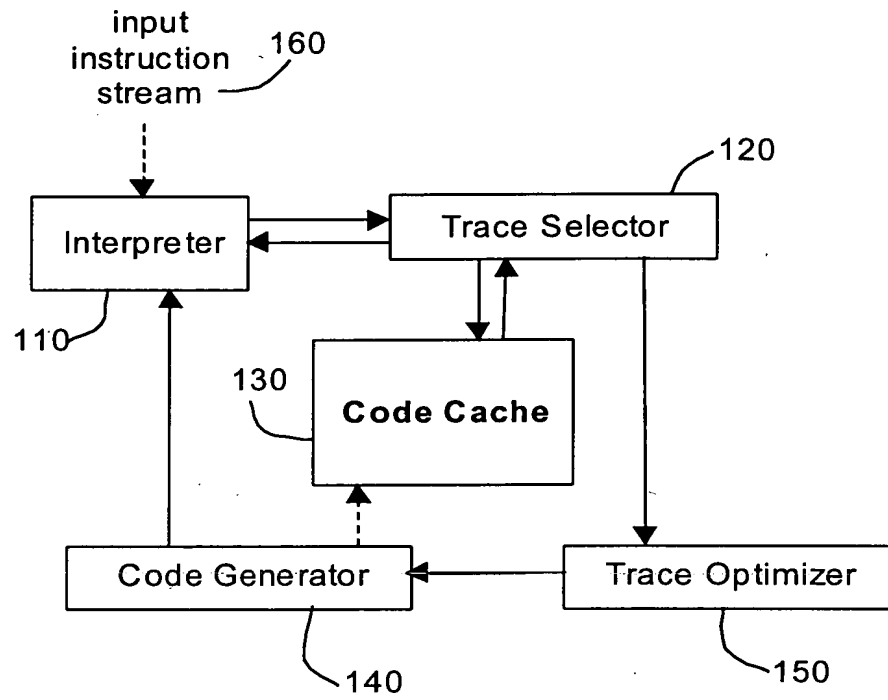 input
instruction
stream
160
120
Interpreter
Trace Selector
110
130
Code Cache
Code Generator
Trace Optimizer
140
150